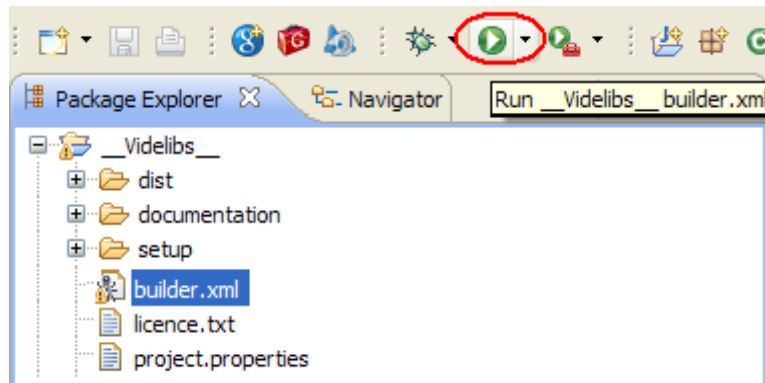 Package Explorer Navigator Run __Videlibs__ builder.xml
__Videlibs__
dist
documentation
setup
builder.xml
licence.txt
project.properties